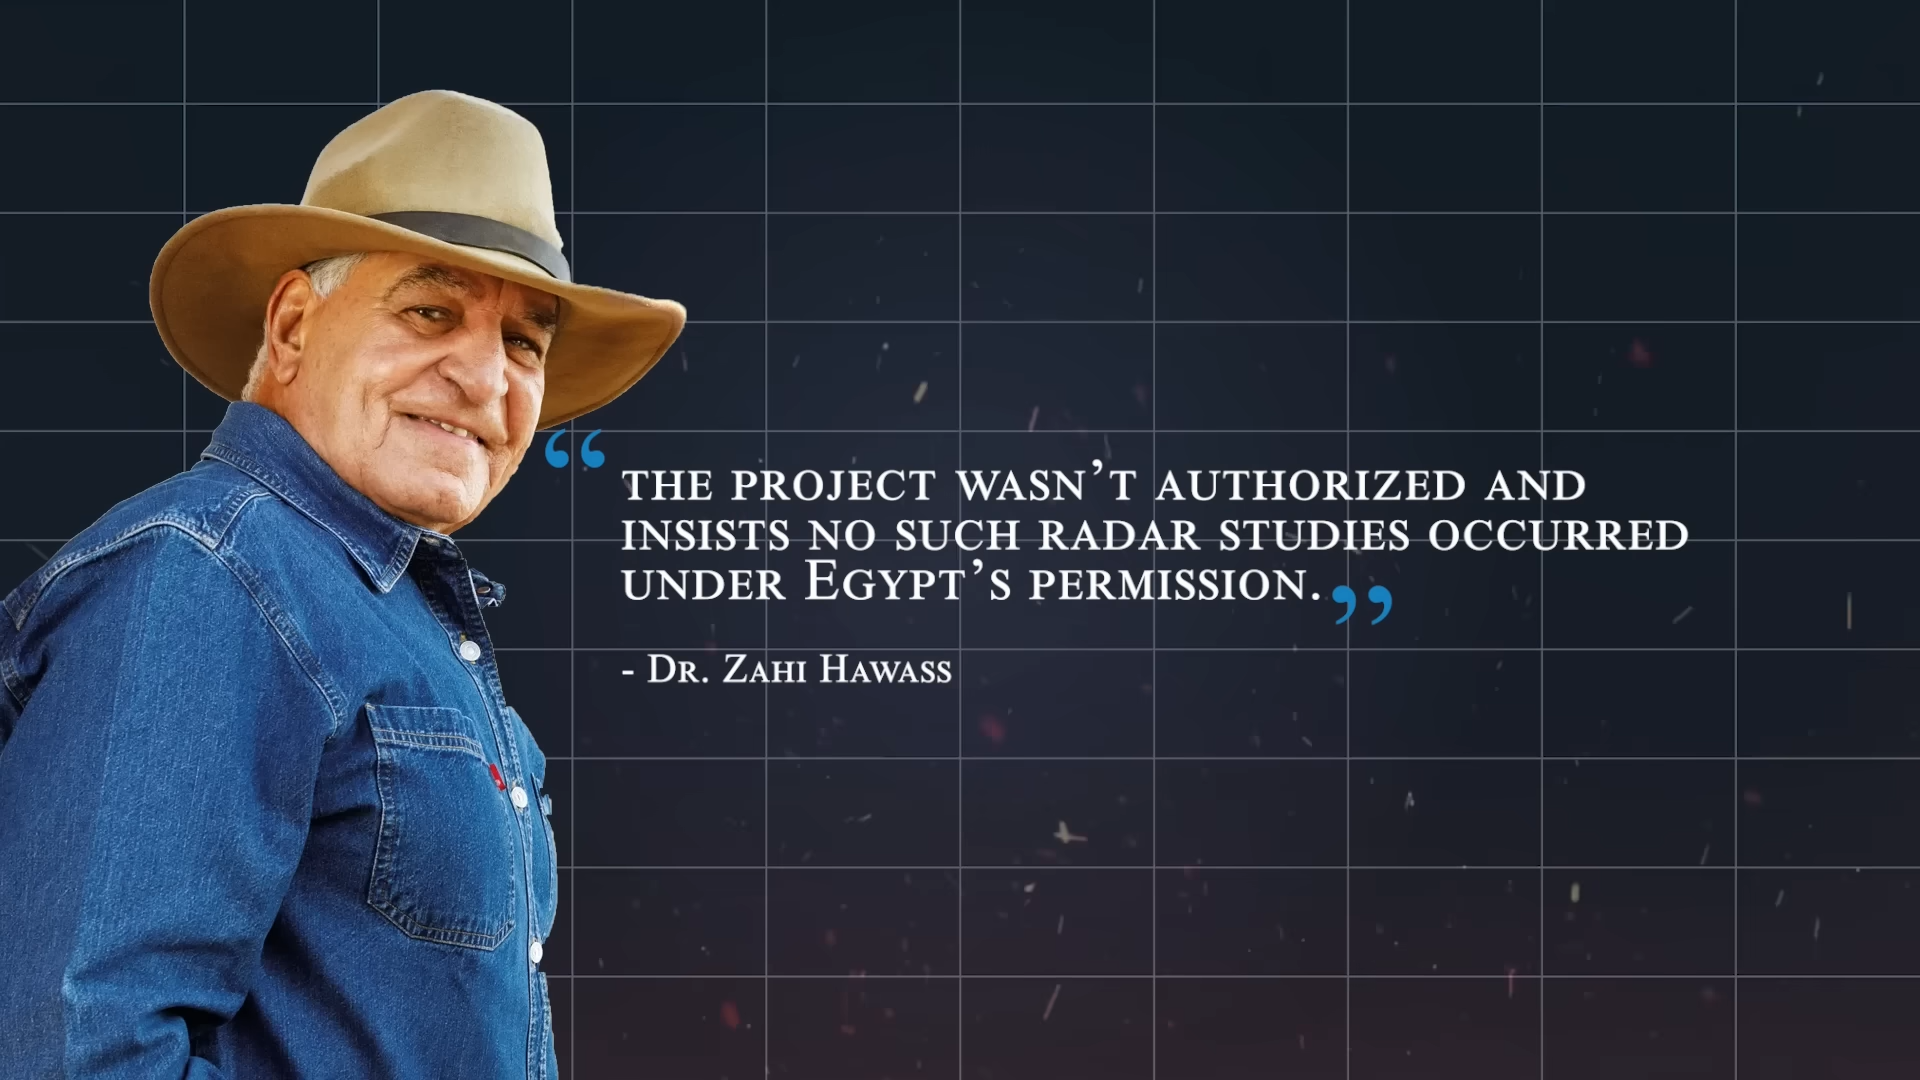 “THE PROJECT WASN’T AUTHORIZED AND
INSISTS NO SUCH RADAR STUDIES OCCURRED
UNDER EGYPT’S PERMISSION.”
- DR. ZAHI HAWASS